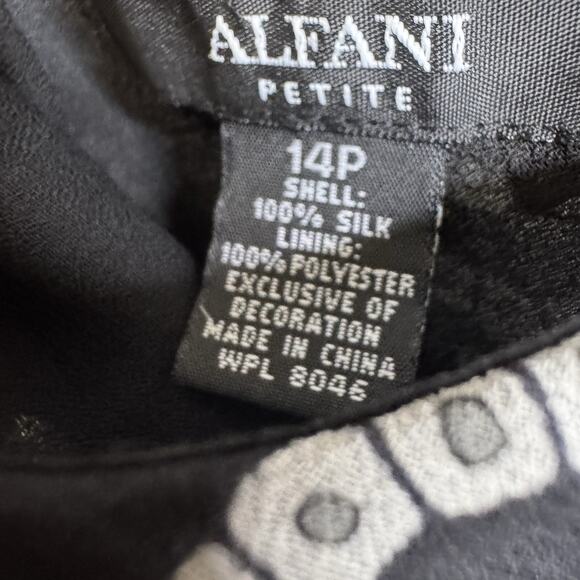 ALFANI
PETITE
14P
SHELL:
100% SILK
LINING:
100% POLYESTER
EXCLUSIVE OF
DECORATION
MADE IN CHINA
WPL 8046